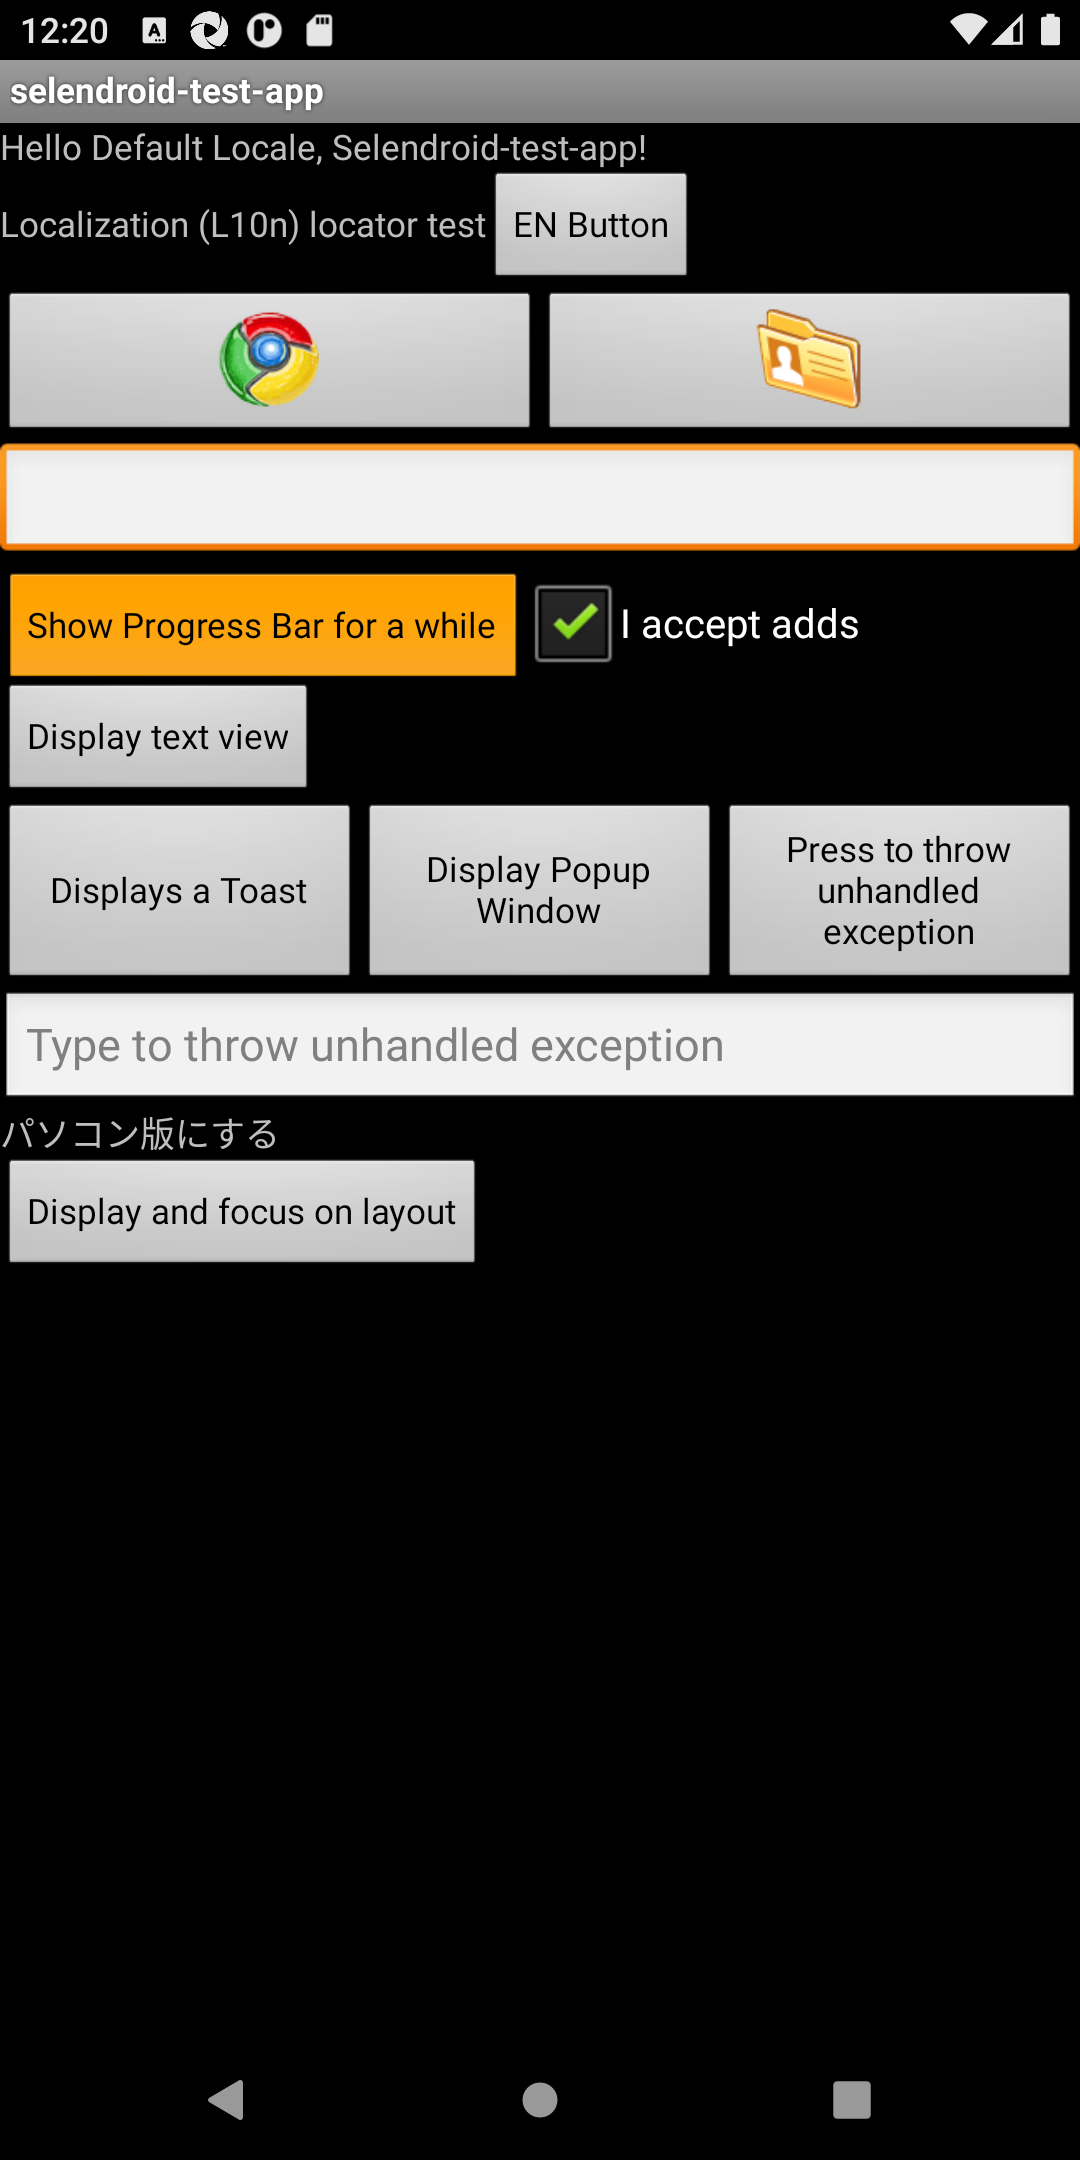 12:20
selendroid-test-app
Hello Default Locale, Selendroid-test-app!
Localization (L10n) locator test
EN Button
Show Progress Bar for a while
I accept adds
Display text view
Displays a Toast
Display Popup
Window
Press to throw
unhandled
exception
Type to throw unhandled exception
パソコン版にする
Display and focus on layout